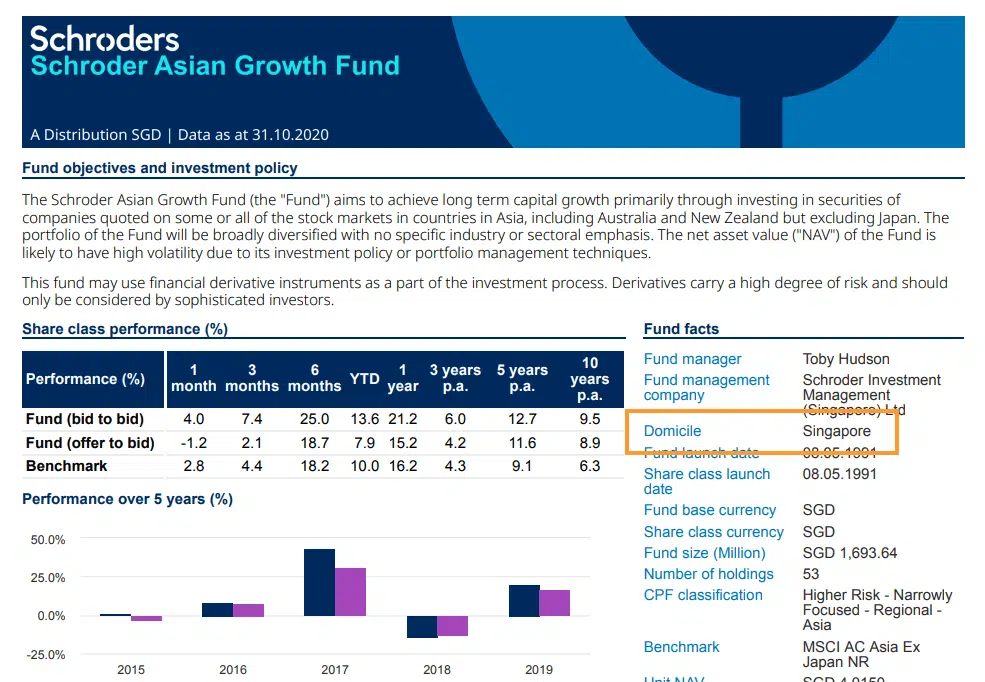 Schroders
Schroder Asian Growth Fund
A Distribution SGD | Data as at 31.10.2020
Fund objectives and investment policy
The Schroder Asian Growth Fund (the "Fund") aims to achieve long term capital growth primarily through investing in securities of
companies quoted on some or all of the stock markets in countries in Asia, including Australia and New Zealand but excluding Japan. The
portfolio of the Fund will be broadly diversified with no specific industry or sectoral emphasis. The net asset value ("NAV") of the Fund is
likely to have high volatility due to its investment policy or portfolio management techniques.
This fund may use financial derivative instruments as a part of the investment process. Derivatives carry a high degree of risk and should
only be considered by sophisticated investors.
Share class performance (%)
Performance (%) 1 month 3 months 6 months YTD 1 year 3 years p.a. 5 years p.a. 10 years p.a.
Fund (bid to bid) 4.0 7.4 25.0 13.6 21.2 6.0 12.7 9.5
Fund (offer to bid) -1.2 2.1 18.7 7.9 15.2 4.2 11.6 8.9
Benchmark 2.8 4.4 18.2 10.0 16.2 4.3 9.1 6.3
Performance over 5 years (%)
50.0%
25.0%
0.0%
-25.0%
2015 2016 2017 2018 2019
Fund facts
Fund manager Toby Hudson
Fund management company Schroder Investment Management (Singapore) Ltd
Domicile Singapore
Fund launch date 08.05.1991
Share class launch date 08.05.1991
Fund base currency SGD
Share class currency SGD
Fund size (Million) SGD 1,693.64
Number of holdings 53
CPF classification Higher Risk - Narrowly Focused - Regional - Asia
Benchmark MSCI AC Asia Ex Japan NR
Unit NAV SGD 4.0150